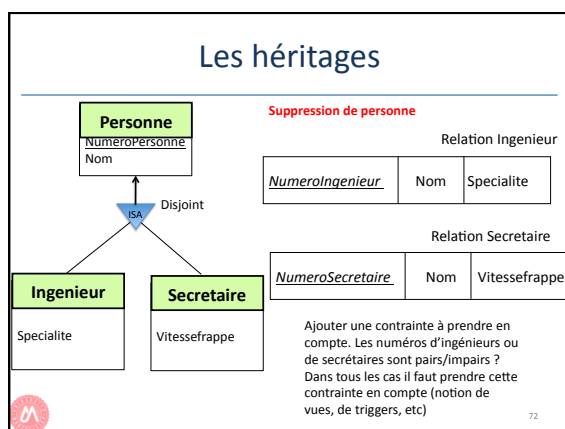 Les héritages
Suppression de personne
Personne
NumeroPersonne
Nom
ISA
Disjoint
Ingenieur
Specialite
Secretaire
Vitessefrappe
Relation Ingenieur
NumeroIngenieur Nom Specialite
Relation Secretaire
NumeroSecretaire Nom Vitessefrappe
Ajouter une contrainte à prendre en
compte. Les numéros d'ingénieurs ou
de secrétaires sont pairs/impairs ?
Dans tous les cas il faut prendre cette
contrainte en compte (notion de
vues, de triggers, etc)
72